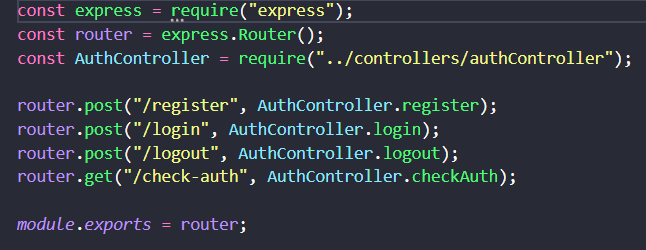 const express = require("express");
const router = express.Router();
const AuthController = require("../controllers/authController");
router.post("/register", AuthController.register);
router.post("/login", AuthController.login);
router.post("/logout", AuthController.logout);
router.get("/check-auth", AuthController.checkAuth);
module.exports = router;